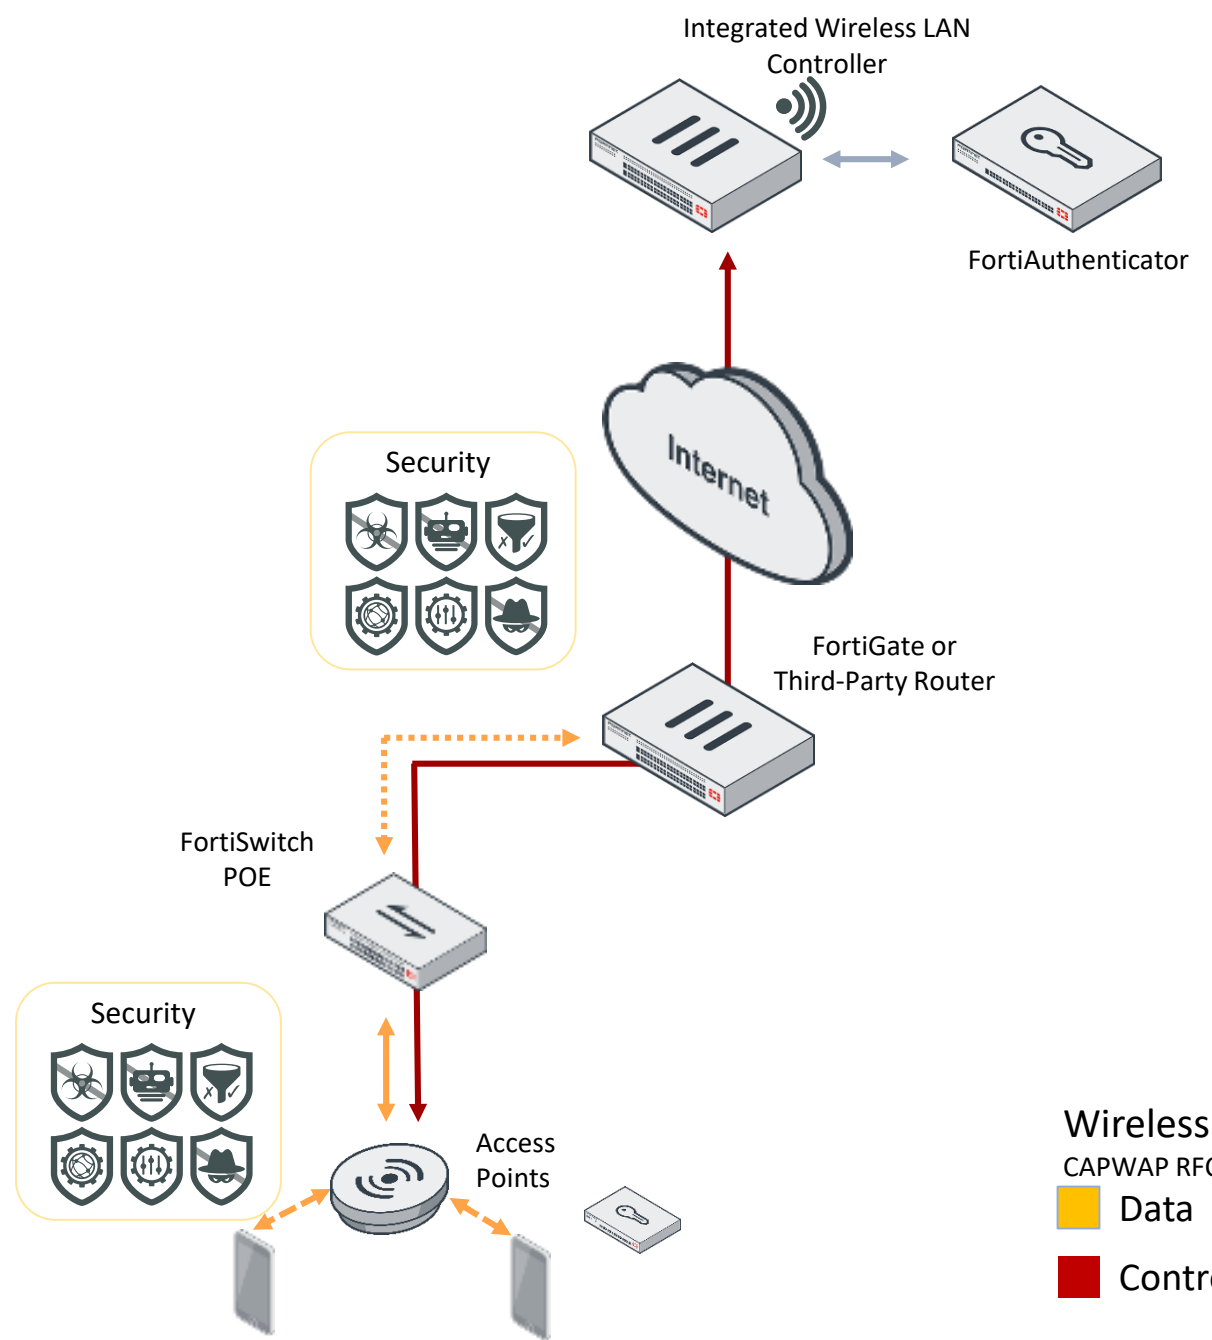 Integrated Wireless LAN
Controller
FortiAuthenticator
Internet
Security
FortiGate or
Third-Party Router
FortiSwitch
POE
Security
Access
Points
Wireless
CAPWAP
Data